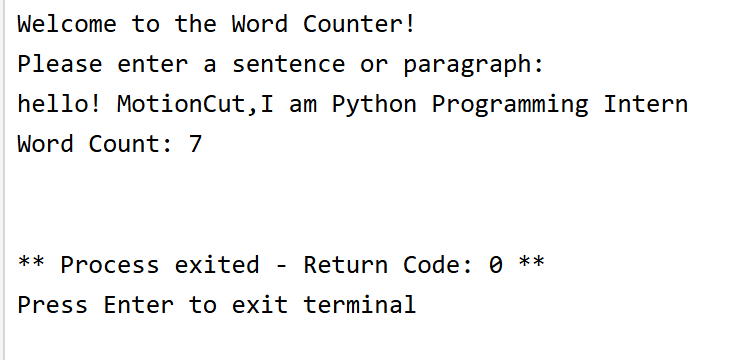 Welcome to the Word Counter!
Please enter a sentence or paragraph:
hello! MotionCut,I am Python Programming Intern
Word Count: 7
** Process exited - Return Code: 0 **
Press Enter to exit terminal